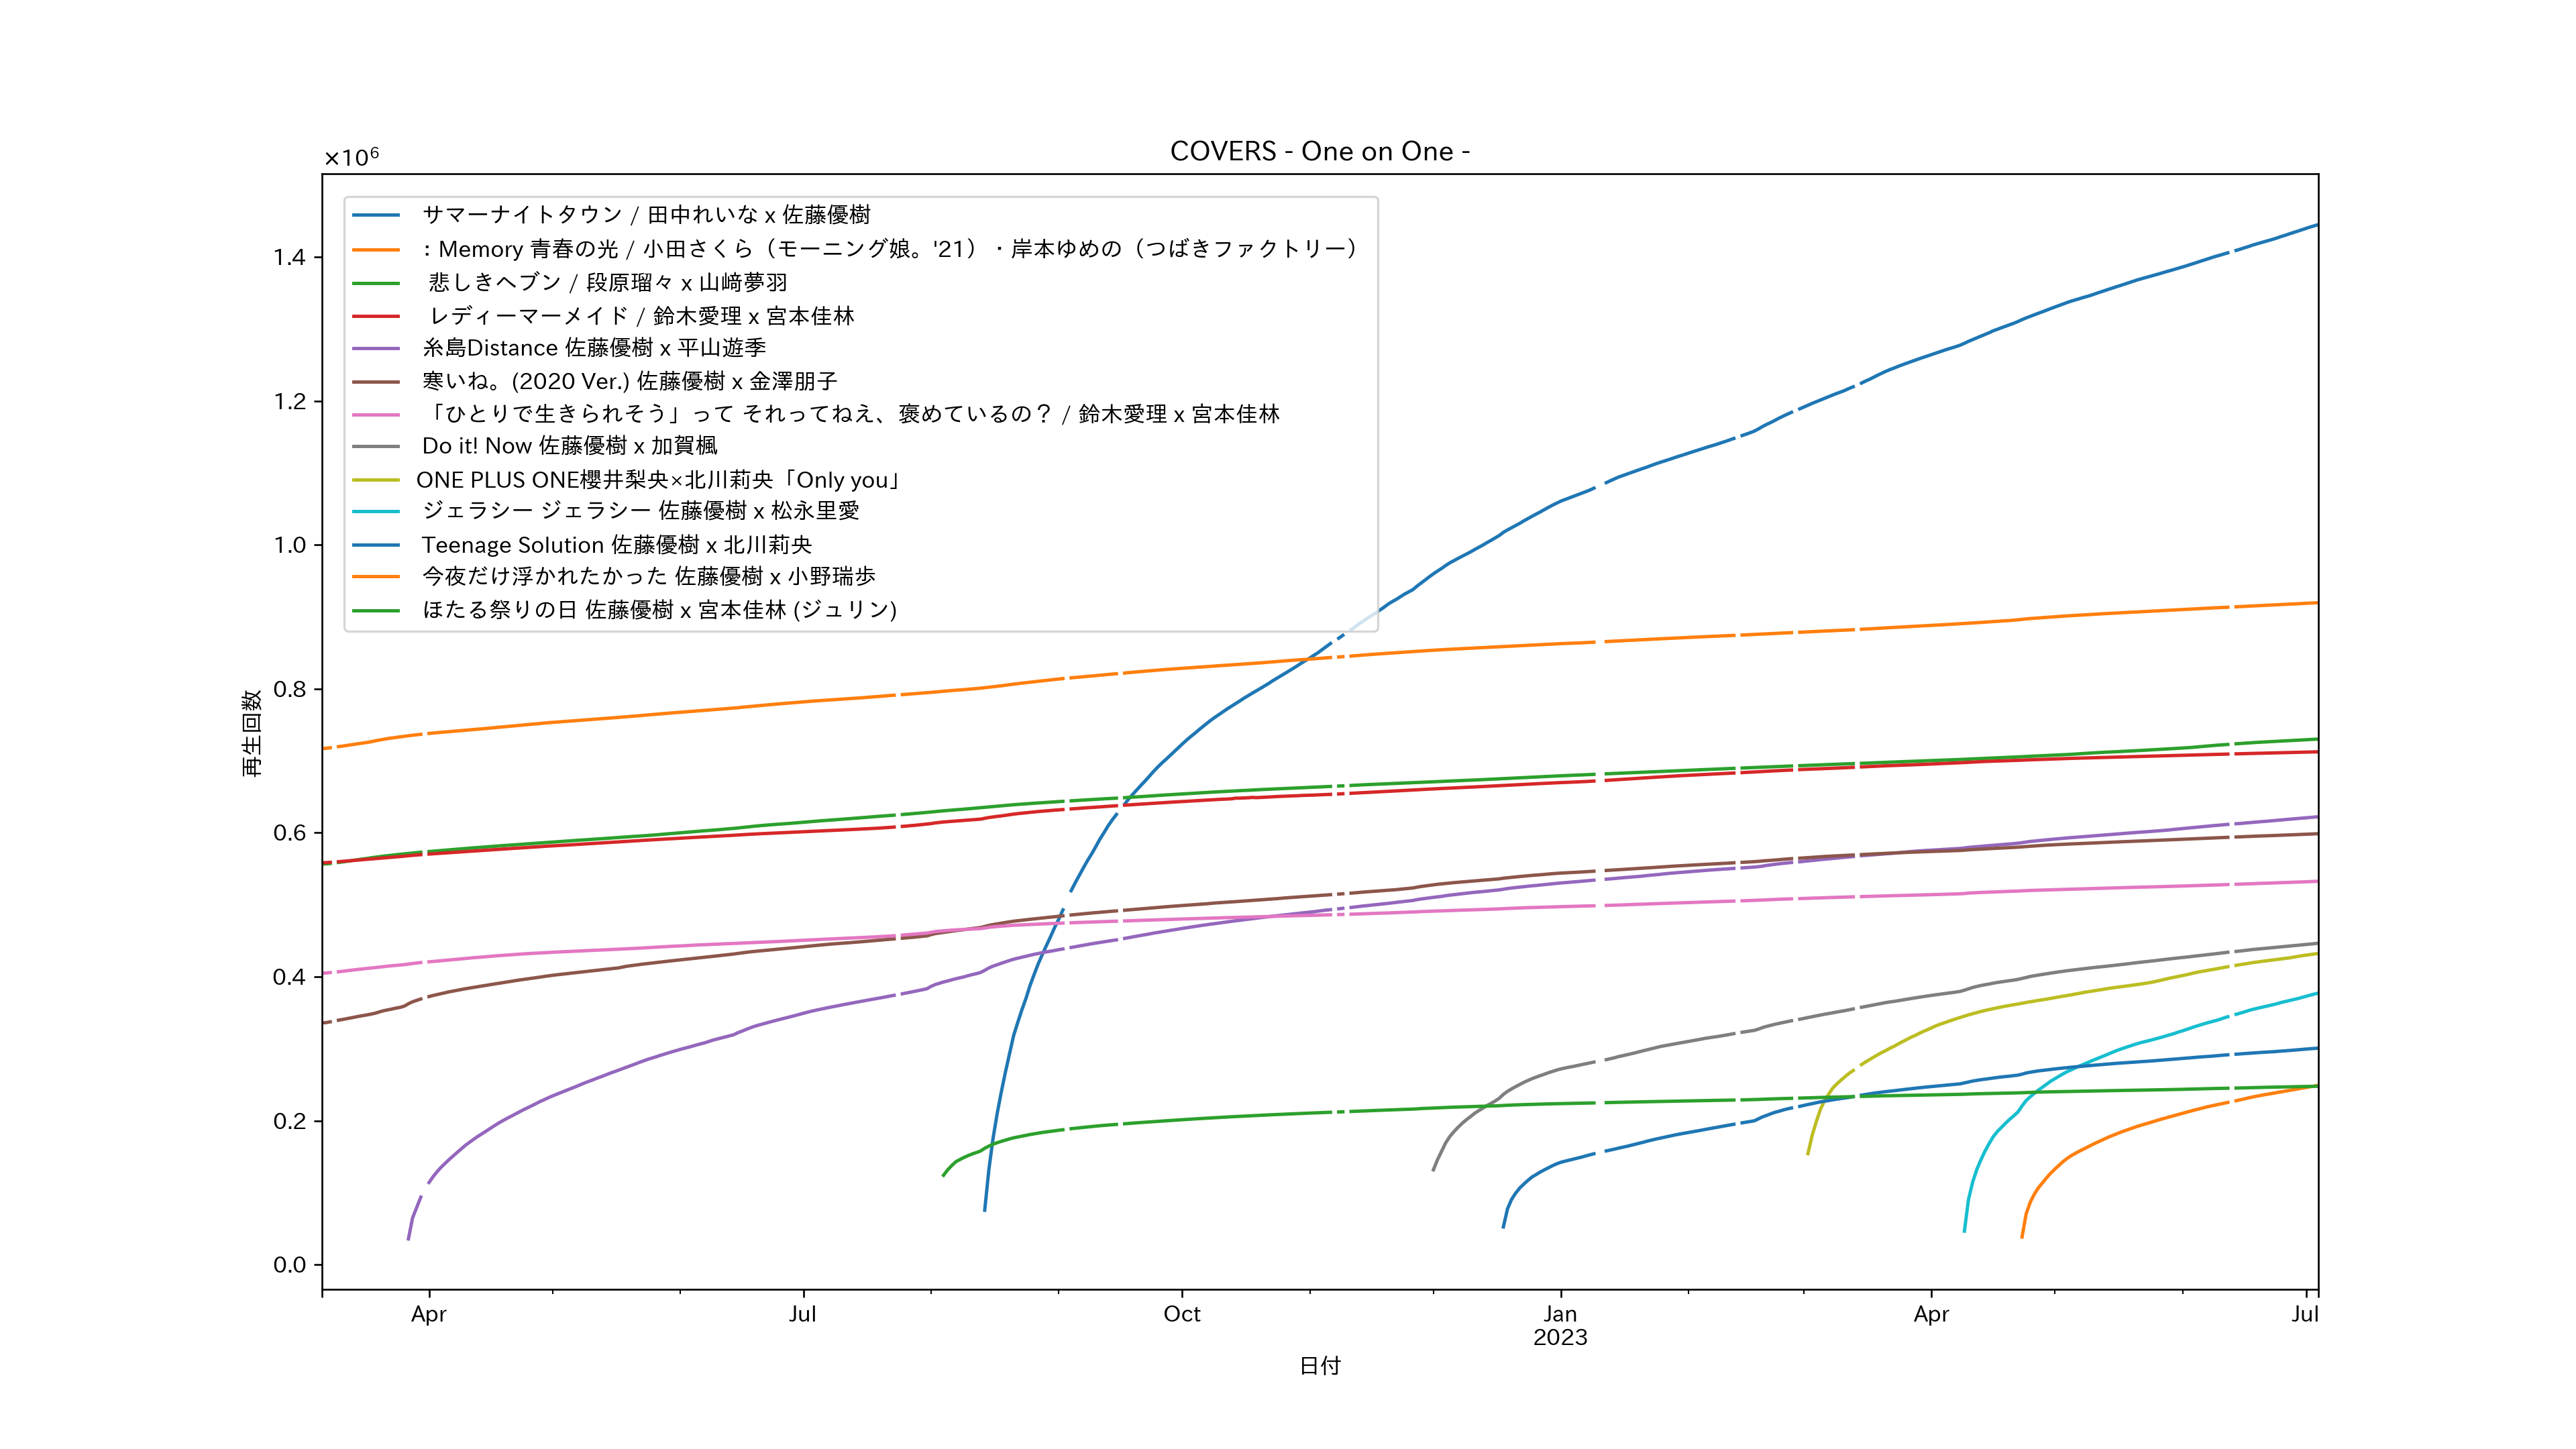 COVERS - One on One -
×10⁶
サマーナイトタウン / 田中れいな x 佐藤優樹
: Memory 青春の光 / 小田さくら（モーニング娘。'21）・岸本ゆめの（つばきファクトリー）
悲しきヘブン / 段原瑠々 x 山﨑夢羽
レディーマーメイド / 鈴木愛理 x 宮本佳林
糸島Distance 佐藤優樹 x 平山遊季
寒いね。(2020 Ver.) 佐藤優樹 x 金澤朋子
「ひとりで生きられそう」って それってねえ、褒めているの？ / 鈴木愛理 x 宮本佳林
Do it! Now 佐藤優樹 x 加賀楓
ONE PLUS ONE櫻井梨央×北川莉央「Only you」
ジェラシー ジェラシー 佐藤優樹 x 松永里愛
Teenage Solution 佐藤優樹 x 北川莉央
今夜だけ浮かれたかった 佐藤優樹 x 小野瑞歩
ほたる祭りの日 佐藤優樹 x 宮本佳林 (ジュリン)
1.4
1.2
1.0
0.8
0.6
0.4
0.2
0.0
再生回数
Apr
Jul
Oct
Jan
2023
Apr
Jul
日付